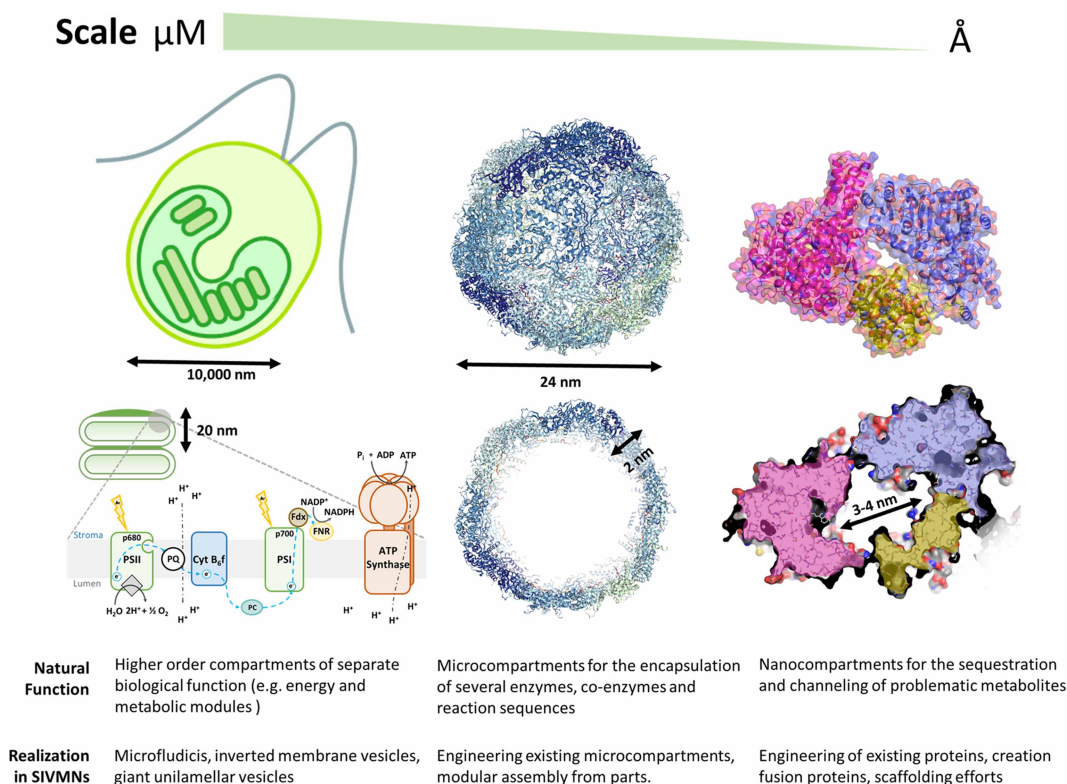 Scale µM
Å
10,000 nm
24 nm
20 nm
2 nm
3-4 nm
Pi + ADP
ATP
H⁺
H⁺
H⁺
H⁺
H⁺
NADP⁺
NADPH
Fdx
FNR
p680
p700
Stroma
PSII
PQ
Cyt B₆f
PSI
ATP
Synthase
Lumen
e⁻
e⁻
e⁻
PC
H₂O 2H⁺+ ½ O₂
H⁺
H⁺
H⁺
H⁺
H⁺
H⁺
Natural
Function
Higher order compartments of separate
biological function (e.g. energy and
metabolic modules )
Microcompartments for the encapsulation
of several enzymes, co-enzymes and
reaction sequences
Nanocompartments for the sequestration
and channeling of problematic metabolites
Realization
in SIVMNs
Microfludicis, inverted membrane vesicles,
giant unilamellar vesicles
Engineering existing microcompartments,
modular assembly from parts.
Engineering of existing proteins, creation
fusion proteins, scaffolding efforts